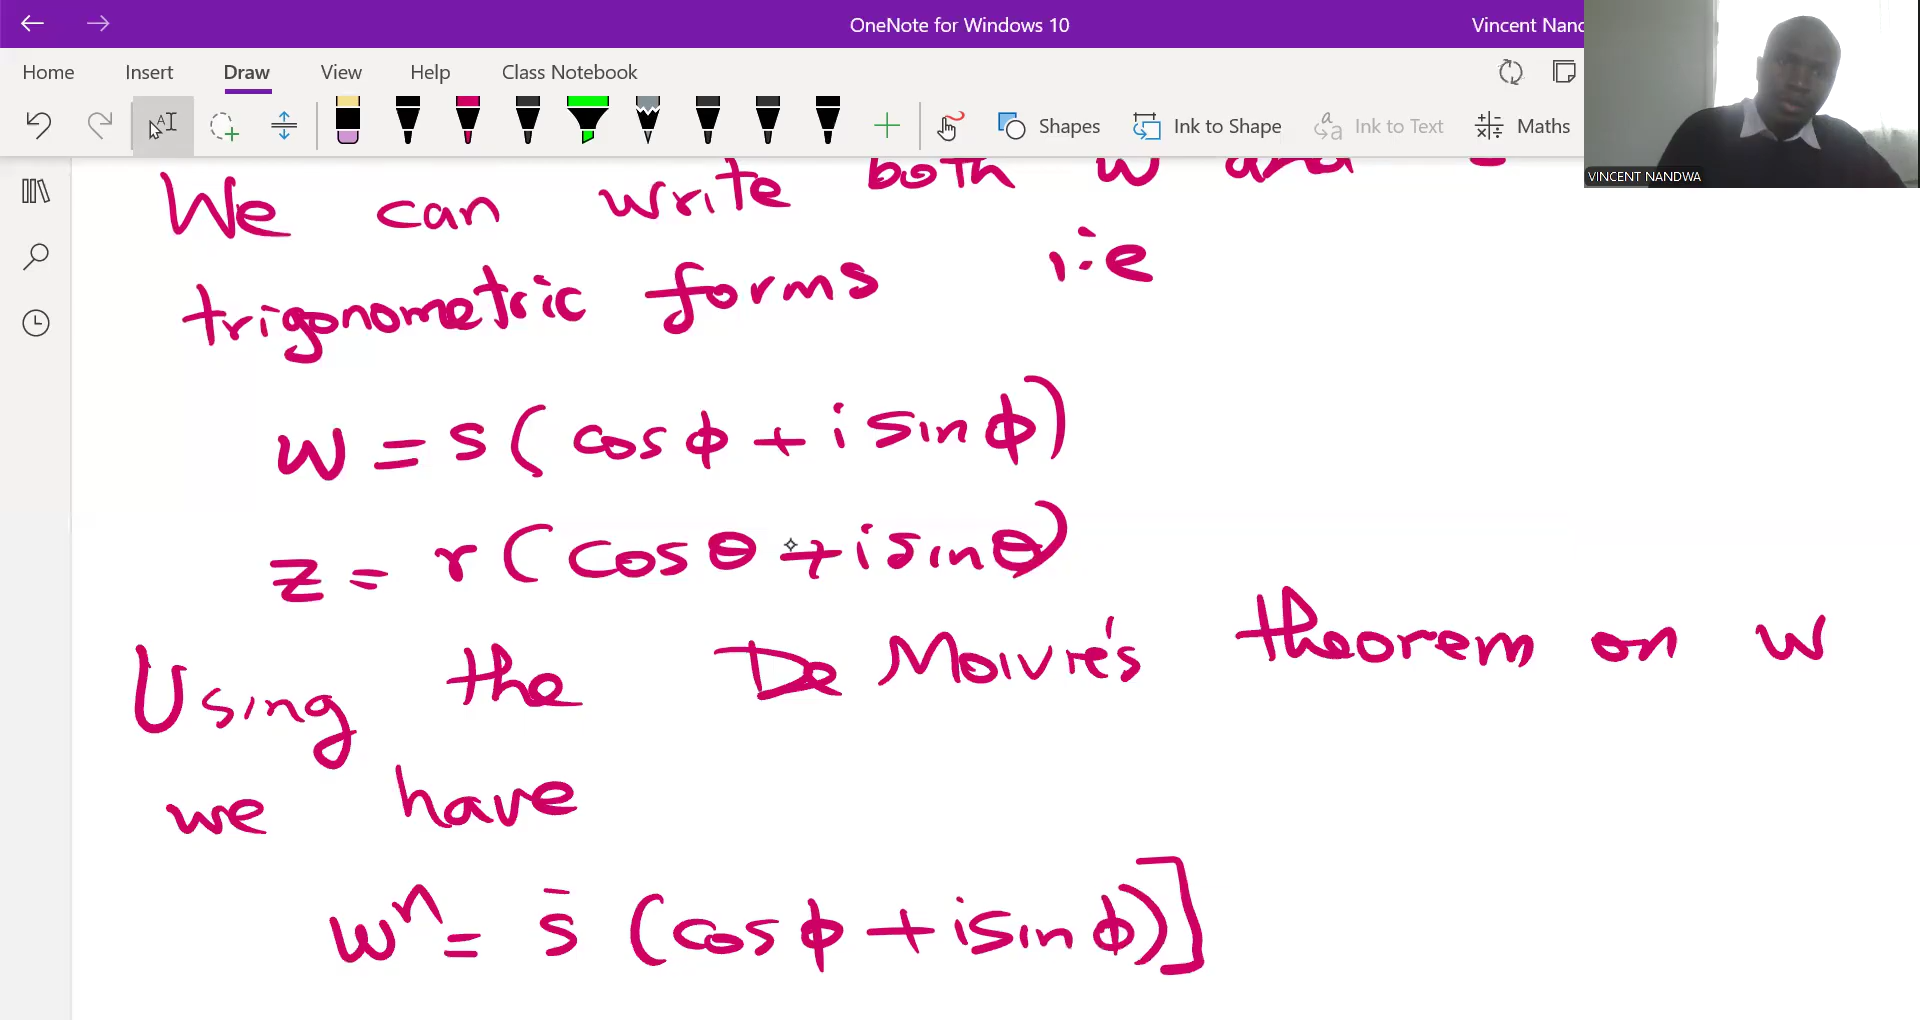 OneNote for Windows 10
Vincent Nand
Home Insert Draw View Help Class Notebook
Shapes Ink to Shape Ink to Text Maths
VINCENT NANDWA
We can write both w and
trigonometric forms i.e
w = s ( cos φ + i sin φ )
z = r ( cos θ + i sin θ )
Using the De Moivre's theorem on w
we have
wⁿ = s̄ ( cos φ + i sin φ ) ]